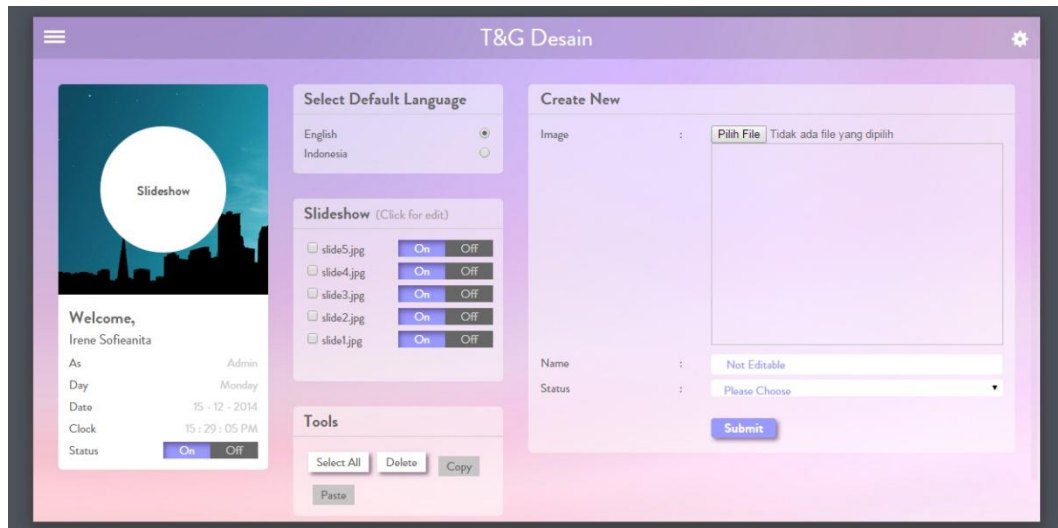 T&G Desain
Slideshow
Welcome,
Irene Sofieanita
As Admin
Day Monday
Date 15 - 12 - 2014
Clock 15 : 29 : 05 PM
Status On Off
Select Default Language
English
Indonesia
Slideshow (Click for edit)
slide5.jpg On Off
slide4.jpg On Off
slide3.jpg On Off
slide2.jpg On Off
slide1.jpg On Off
Tools
Select All Delete Copy
Paste
Create New
Image : Pilih File Tidak ada file yang dipilih
Name : Not Editable
Status : Please Choose
Submit